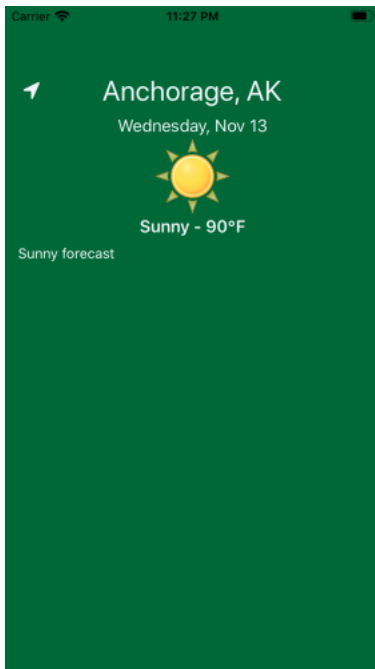 Carrier 11:27 PM
Anchorage, AK
Wednesday, Nov 13
Sunny - 90°F
Sunny forecast